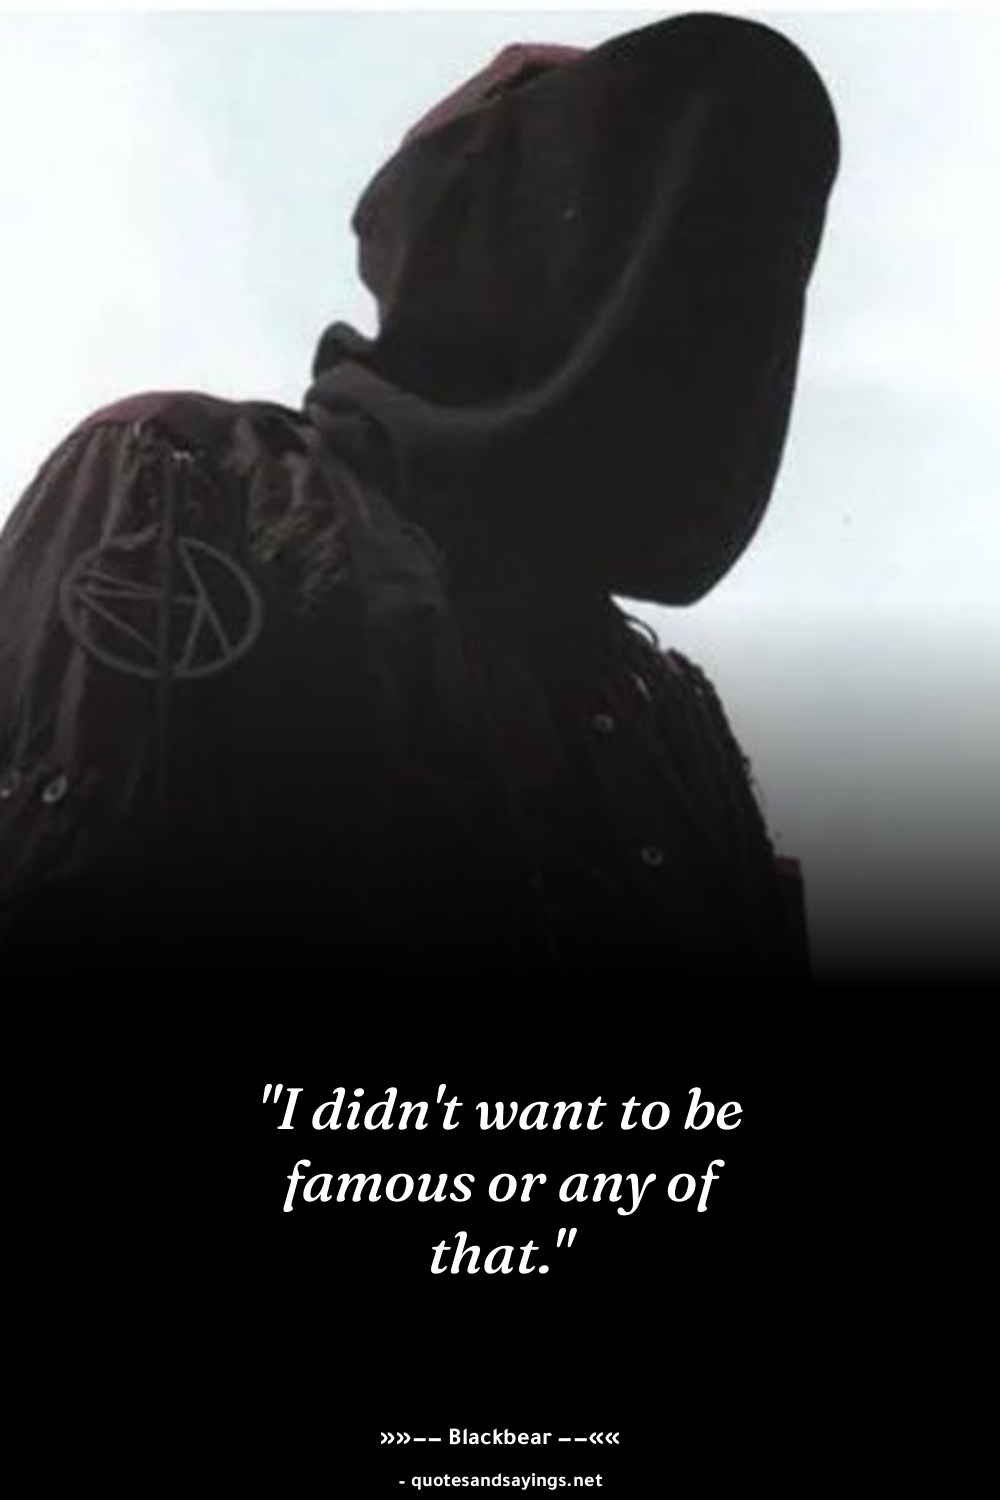 "I didn't want to be
famous or any of
that."
»»–– Blackbear ––««
- quotesandsayings.net